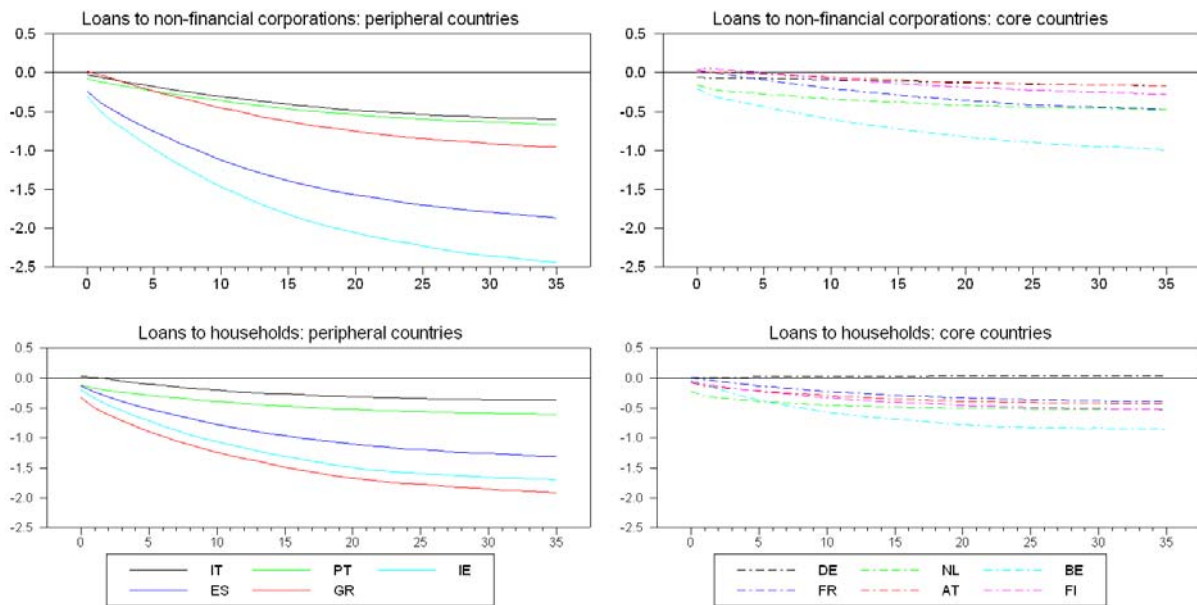 Loans to non-financial corporations: peripheral countries
0.5
0.0
-0.5
-1.0
-1.5
-2.0
-2.5
0 5 10 15 20 25 30 35
Loans to non-financial corporations: core countries
0.5
0.0
-0.5
-1.0
-1.5
-2.0
-2.5
0 5 10 15 20 25 30 35
Loans to households: peripheral countries
0.5
0.0
-0.5
-1.0
-1.5
-2.0
-2.5
0 5 10 15 20 25 30 35
IT PT IE
ES GR
Loans to households: core countries
0.5
0.0
-0.5
-1.0
-1.5
-2.0
-2.5
0 5 10 15 20 25 30 35
DE NL BE
FR AT FI